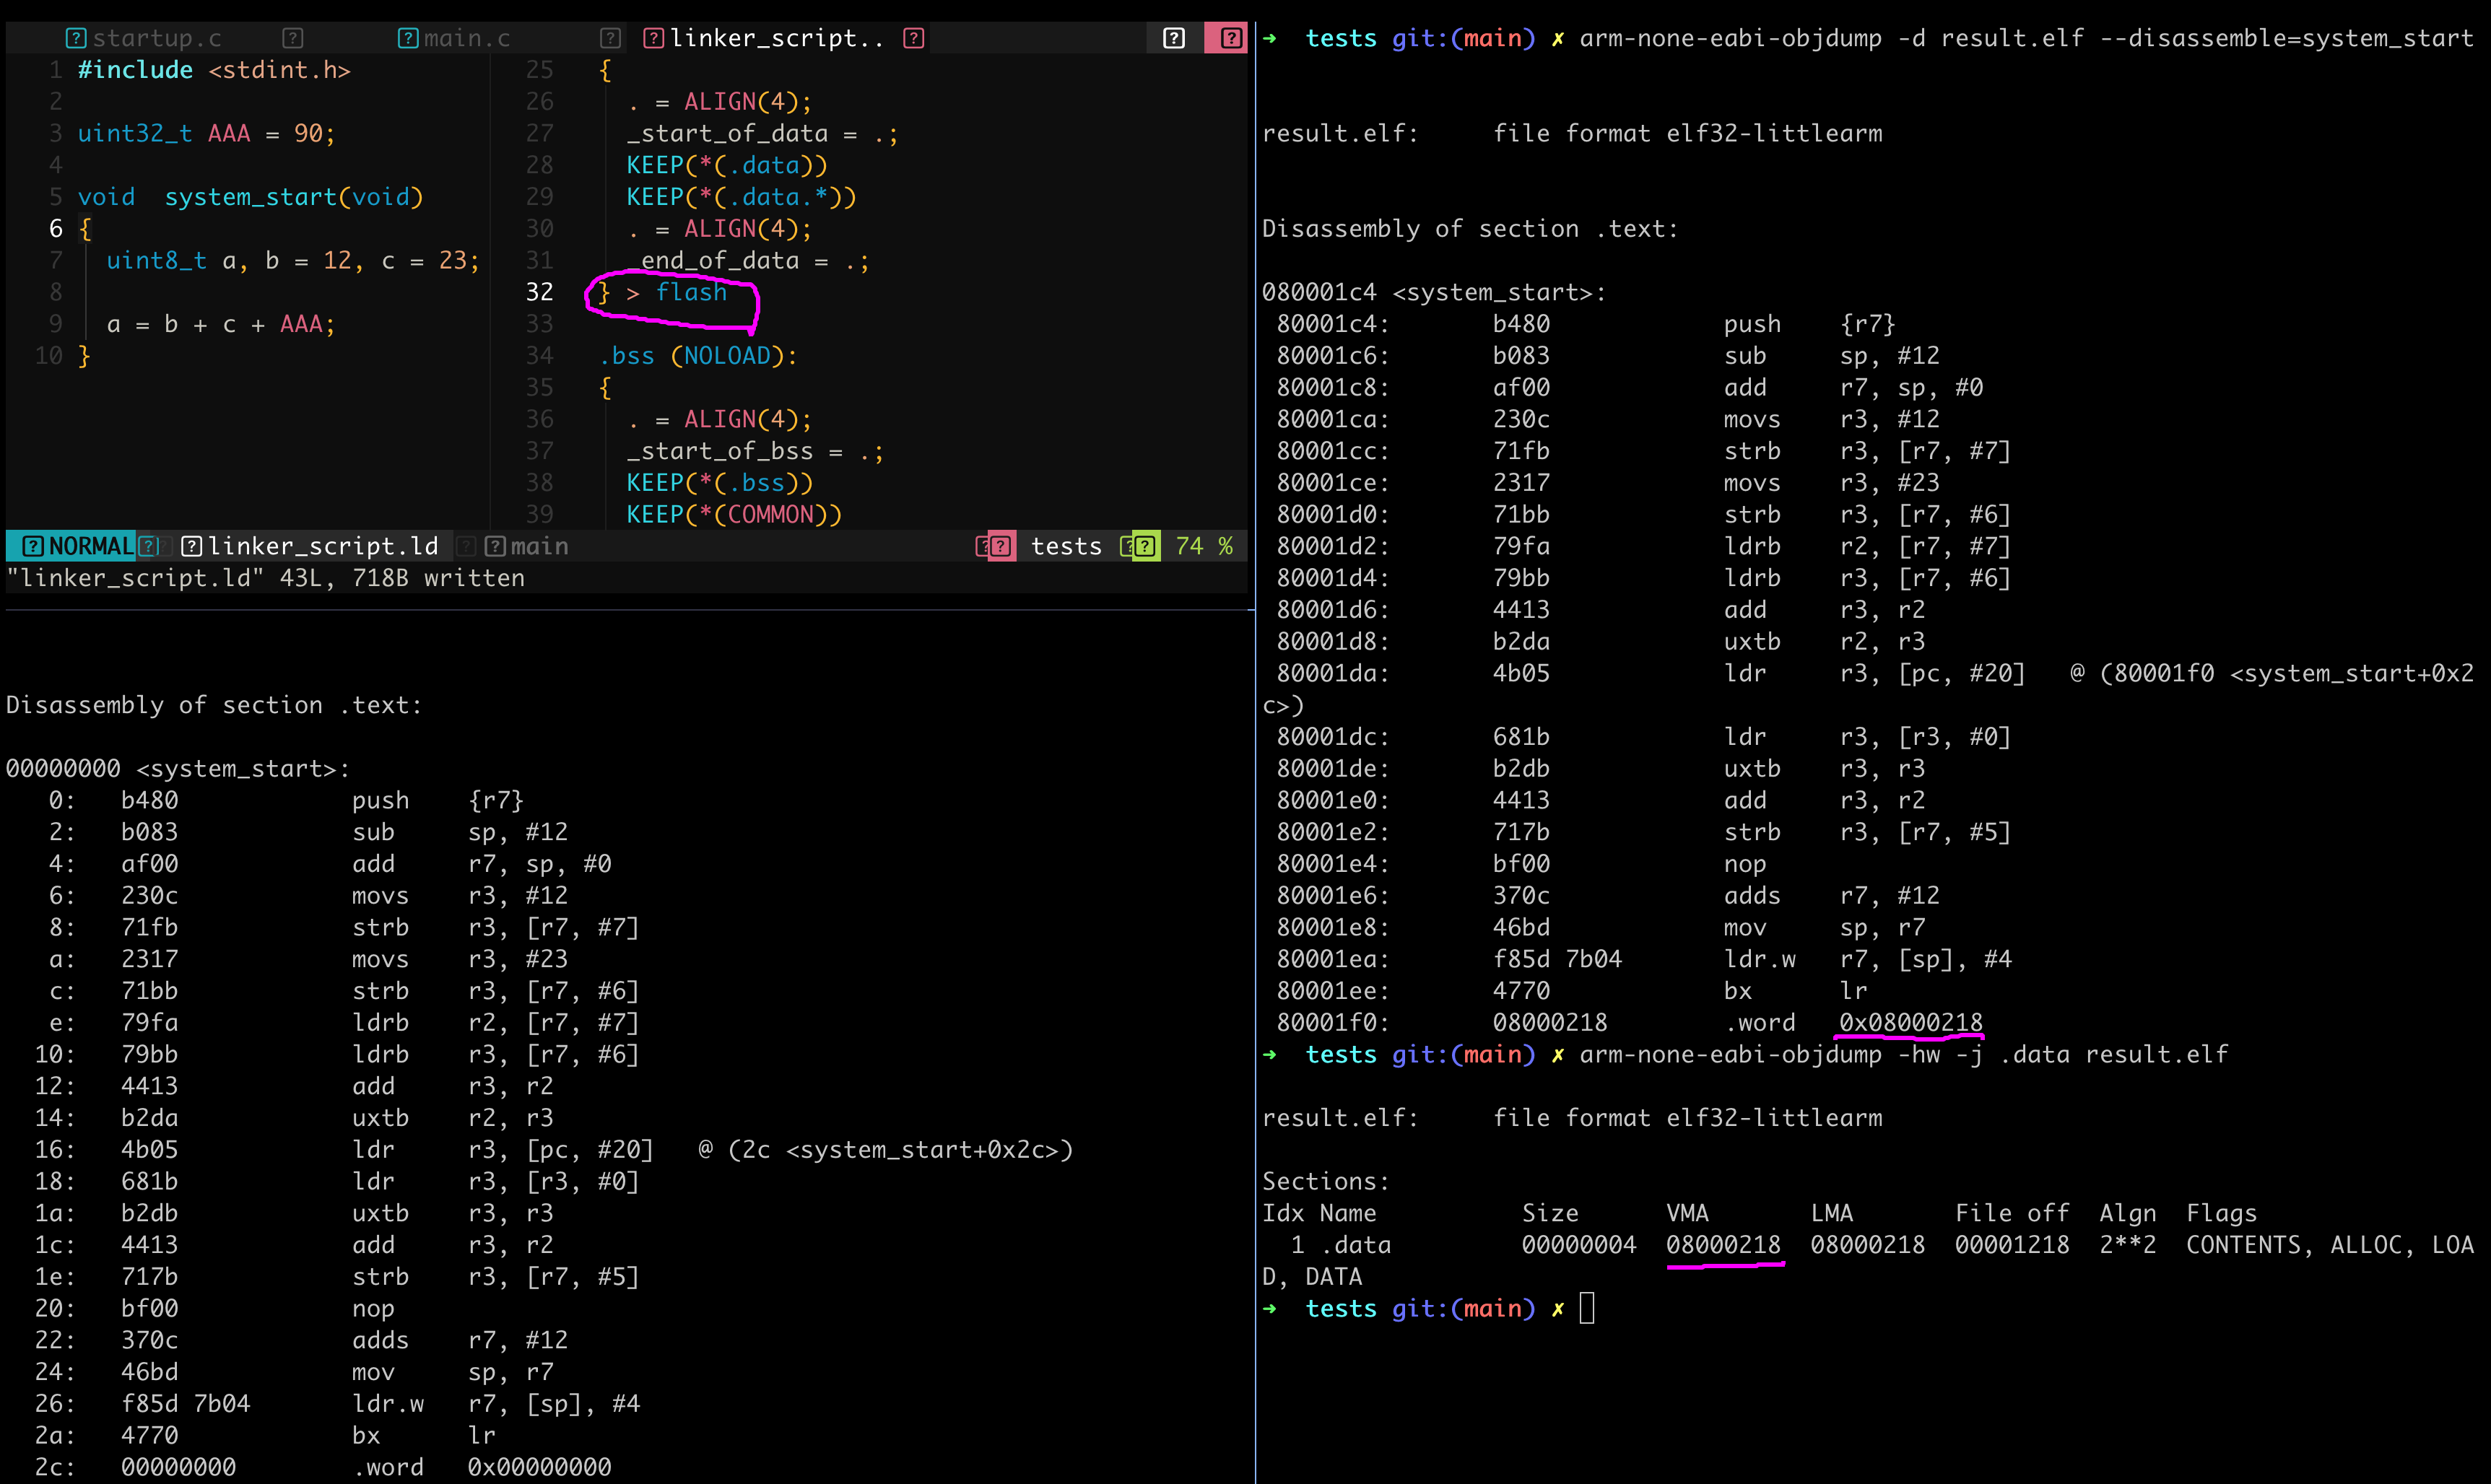 startup.c main.c linker_script..
1 #include <stdint.h>
2
3 uint32_t AAA = 90;
4
5 void  system_start(void)
6 {
7   uint8_t a, b = 12, c = 23;
8
9   a = b + c + AAA;
10 }
25 {
26   . = ALIGN(4);
27   _start_of_data = .;
28   KEEP(*(.data))
29   KEEP(*(.data.*))
30   . = ALIGN(4);
31   _end_of_data = .;
32 } > flash
33
34 .bss (NOLOAD):
35 {
36   . = ALIGN(4);
37   _start_of_bss = .;
38   KEEP(*(.bss))
39   KEEP(*(COMMON))
NORMAL linker_script.ld main tests 74 %
"linker_script.ld" 43L, 718B written
Disassembly of section .text:
00000000 <system_start>:
0: b480 push {r7}
2: b083 sub sp, #12
4: af00 add r7, sp, #0
6: 230c movs r3, #12
8: 71fb strb r3, [r7, #7]
a: 2317 movs r3, #23
c: 71bb strb r3, [r7, #6]
e: 79fa ldrb r2, [r7, #7]
10: 79bb ldrb r3, [r7, #6]
12: 4413 add r3, r2
14: b2da uxtb r2, r3
16: 4b05 ldr r3, [pc, #20] @ (2c <system_start+0x2c>)
18: 681b ldr r3, [r3, #0]
1a: b2db uxtb r3, r3
1c: 4413 add r3, r2
1e: 717b strb r3, [r7, #5]
20: bf00 nop
22: 370c adds r7, #12
24: 46bd mov sp, r7
26: f85d 7b04 ldr.w r7, [sp], #4
2a: 4770 bx lr
2c: 00000000 .word 0x00000000
➜ tests git:(main) ✗ arm-none-eabi-objdump -d result.elf --disassemble=system_start
result.elf: file format elf32-littlearm
Disassembly of section .text:
080001c4 <system_start>:
80001c4: b480 push {r7}
80001c6: b083 sub sp, #12
80001c8: af00 add r7, sp, #0
80001ca: 230c movs r3, #12
80001cc: 71fb strb r3, [r7, #7]
80001ce: 2317 movs r3, #23
80001d0: 71bb strb r3, [r7, #6]
80001d2: 79fa ldrb r2, [r7, #7]
80001d4: 79bb ldrb r3, [r7, #6]
80001d6: 4413 add r3, r2
80001d8: b2da uxtb r2, r3
80001da: 4b05 ldr r3, [pc, #20] @ (80001f0 <system_start+0x2
c>)
80001dc: 681b ldr r3, [r3, #0]
80001de: b2db uxtb r3, r3
80001e0: 4413 add r3, r2
80001e2: 717b strb r3, [r7, #5]
80001e4: bf00 nop
80001e6: 370c adds r7, #12
80001e8: 46bd mov sp, r7
80001ea: f85d 7b04 ldr.w r7, [sp], #4
80001ee: 4770 bx lr
80001f0: 08000218 .word 0x08000218
➜ tests git:(main) ✗ arm-none-eabi-objdump -hw -j .data result.elf
result.elf: file format elf32-littlearm
Sections:
Idx Name Size VMA LMA File off Algn Flags
1 .data 00000004 08000218 08000218 00001218 2**2 CONTENTS, ALLOC, LOA
D, DATA
➜ tests git:(main) ✗